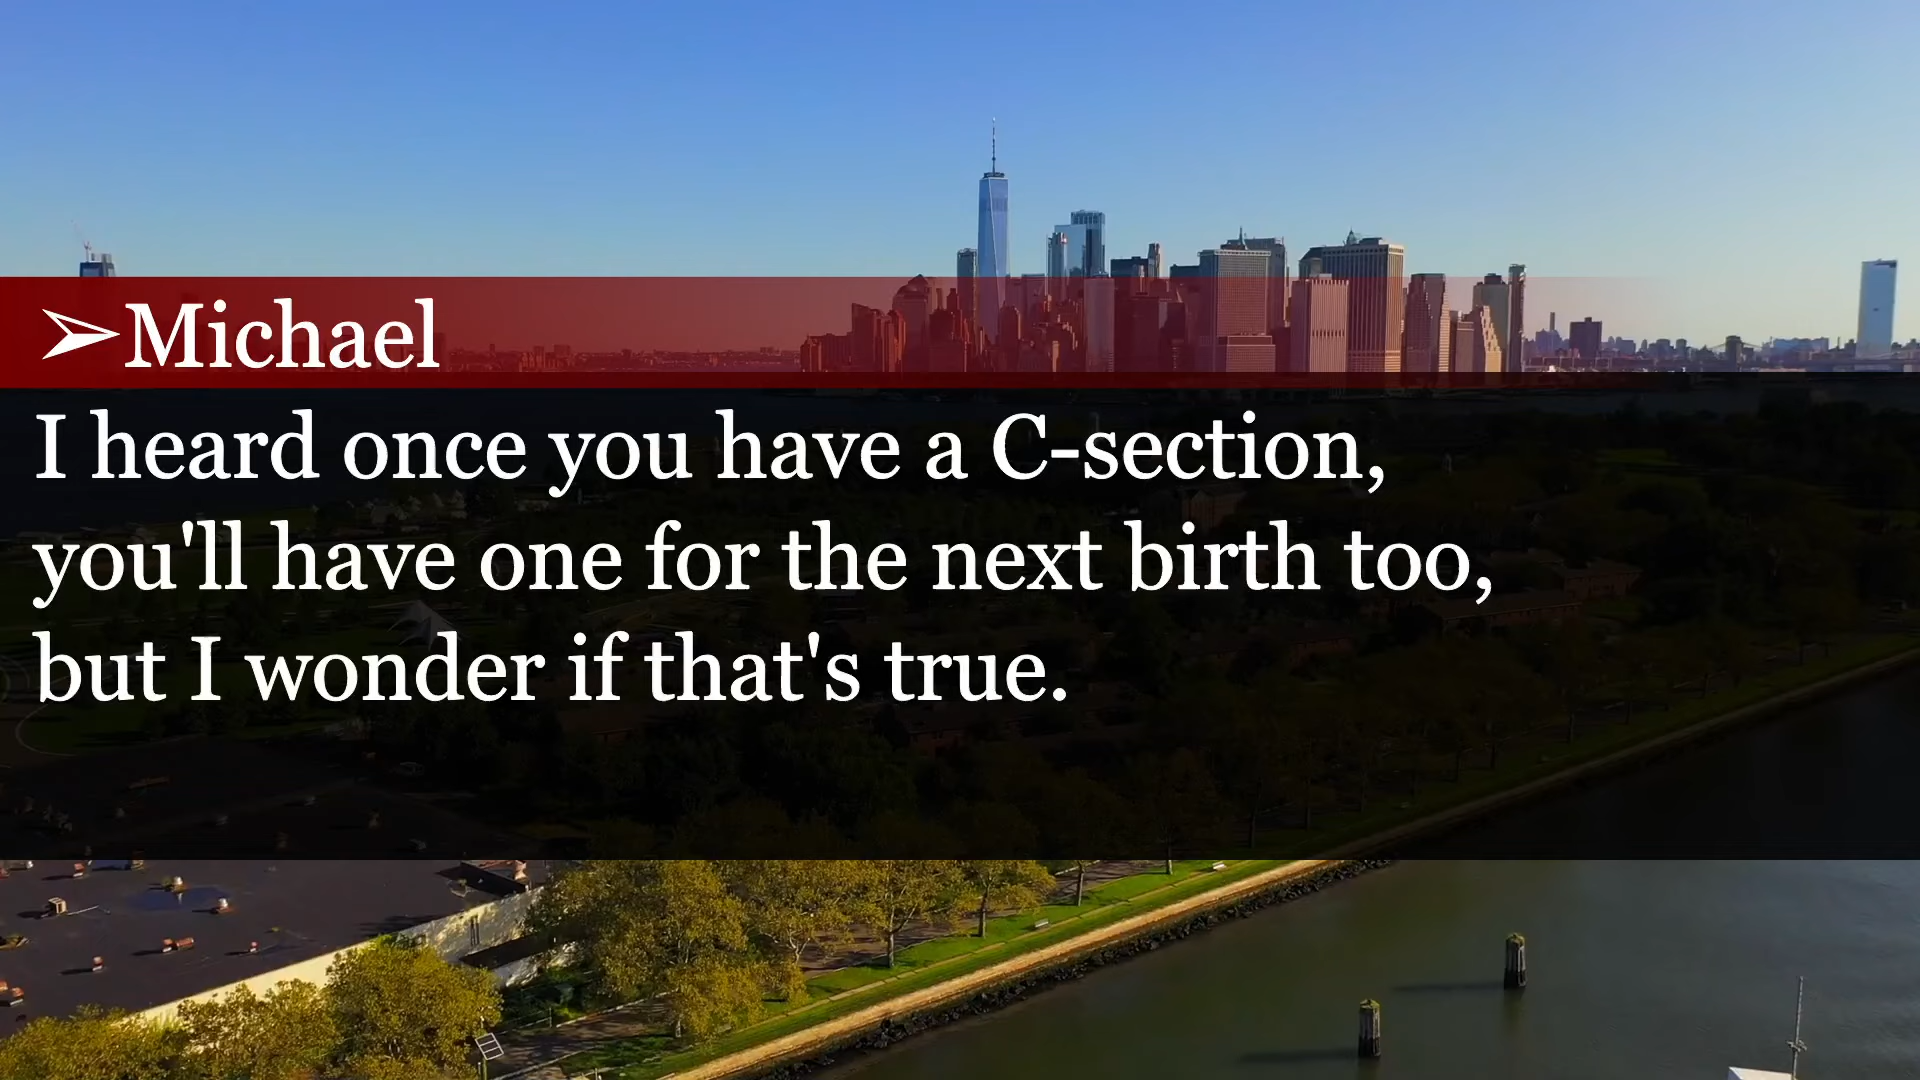 ➢Michael
I heard once you have a C-section,
you'll have one for the next birth too,
but I wonder if that's true.